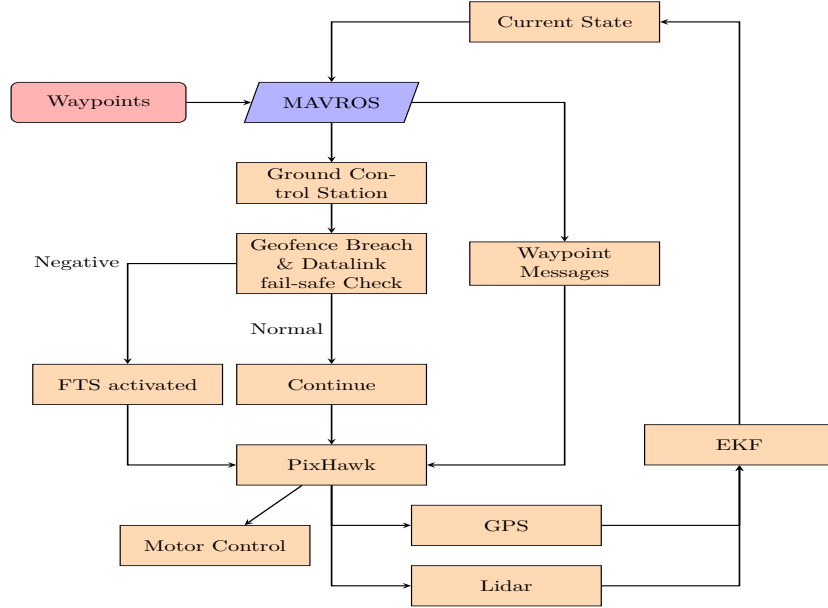 Current State
Waypoints
MAVROS
Ground Con-
trol Station
Geofence Breach
& Datalink
fail-safe Check
Negative
Waypoint
Messages
Normal
FTS activated
Continue
PixHawk
EKF
GPS
Motor Control
Lidar